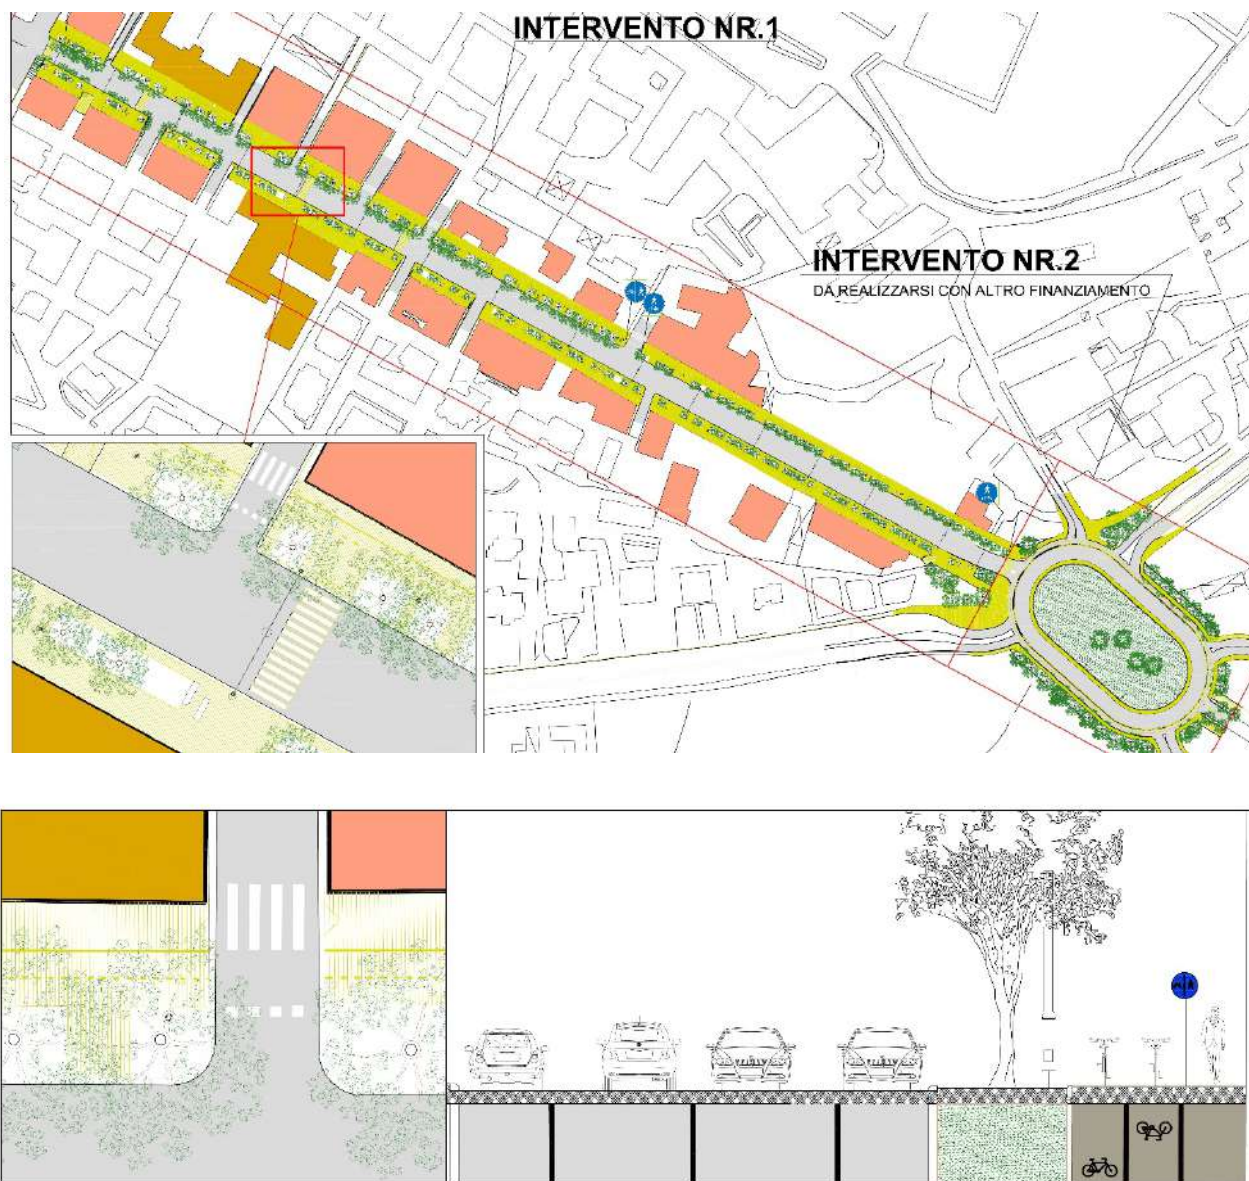 INTERVENTO NR.1
INTERVENTO NR.2
DA REALIZZARSI CON ALTRO FINANZIAMENTO